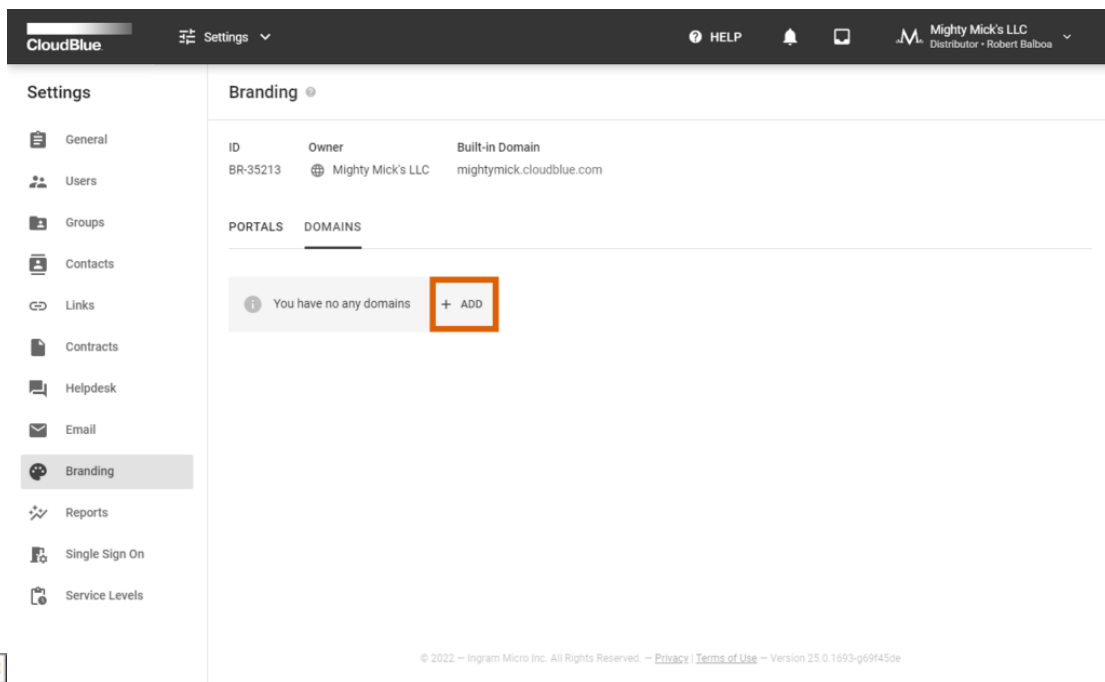 CloudBlue.
Settings
HELP
Mighty Mick's LLC
Distributor • Robert Balboa
Settings
General
Users
Groups
Contacts
Links
Contracts
Helpdesk
Email
Branding
Reports
Single Sign On
Service Levels
Branding
ID
Owner
Built-in Domain
BR-35213
Mighty Mick's LLC
mightymick.cloudblue.com
PORTALS
DOMAINS
You have no any domains
+ ADD
© 2022 — Ingram Micro Inc. All Rights Reserved. — Privacy | Terms of Use — Version 25.0.1693-g69f45de